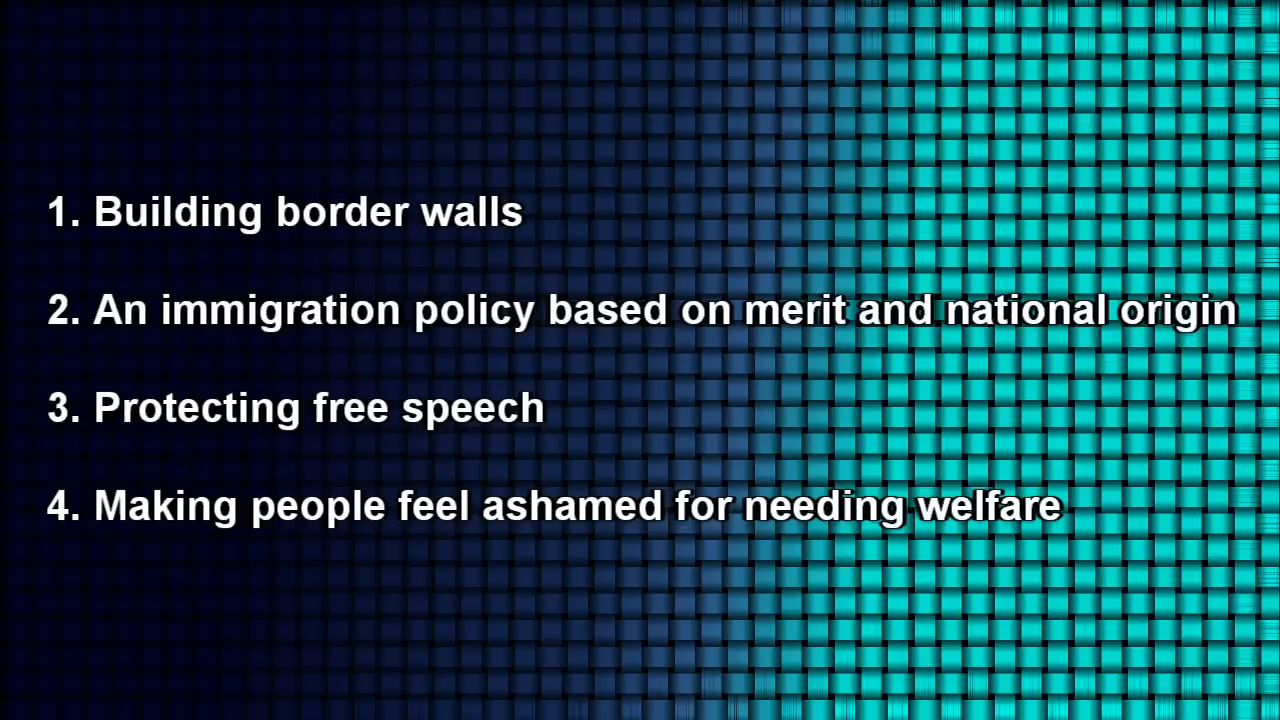 1. Building border walls
2. An immigration policy based on merit and national origin
3. Protecting free speech
4. Making people feel ashamed for needing welfare